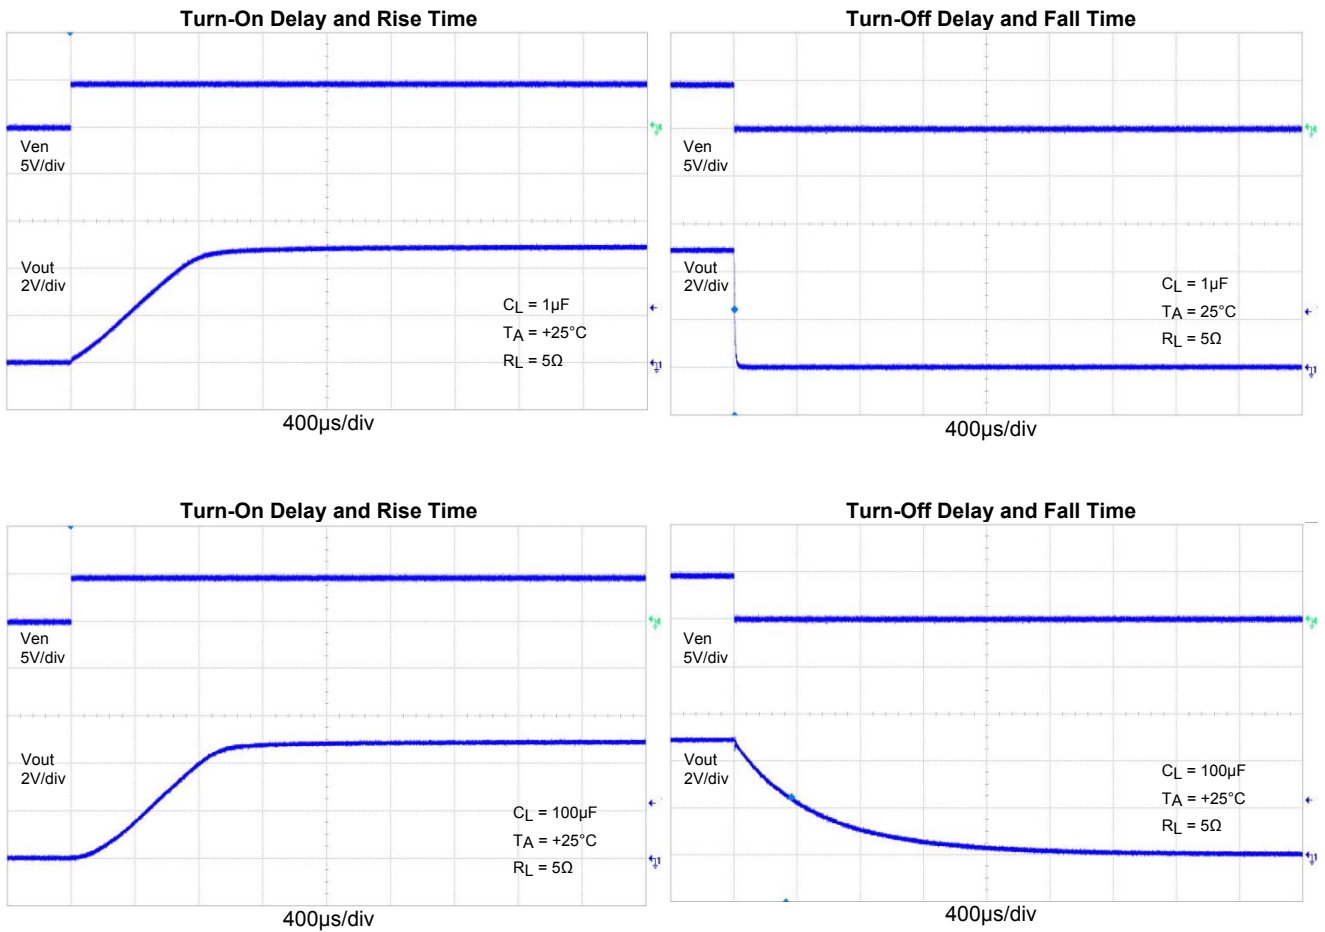 Turn-On Delay and Rise Time
Ven
5V/div
Vout
2V/div
CL = 1µF
TA = +25°C
RL = 5Ω
400µs/div
Turn-Off Delay and Fall Time
Ven
5V/div
Vout
2V/div
CL = 1µF
TA = 25°C
RL = 5Ω
400µs/div
Turn-On Delay and Rise Time
Ven
5V/div
Vout
2V/div
CL = 100µF
TA = +25°C
RL = 5Ω
400µs/div
Turn-Off Delay and Fall Time
Ven
5V/div
Vout
2V/div
CL = 100µF
TA = +25°C
RL = 5Ω
400µs/div